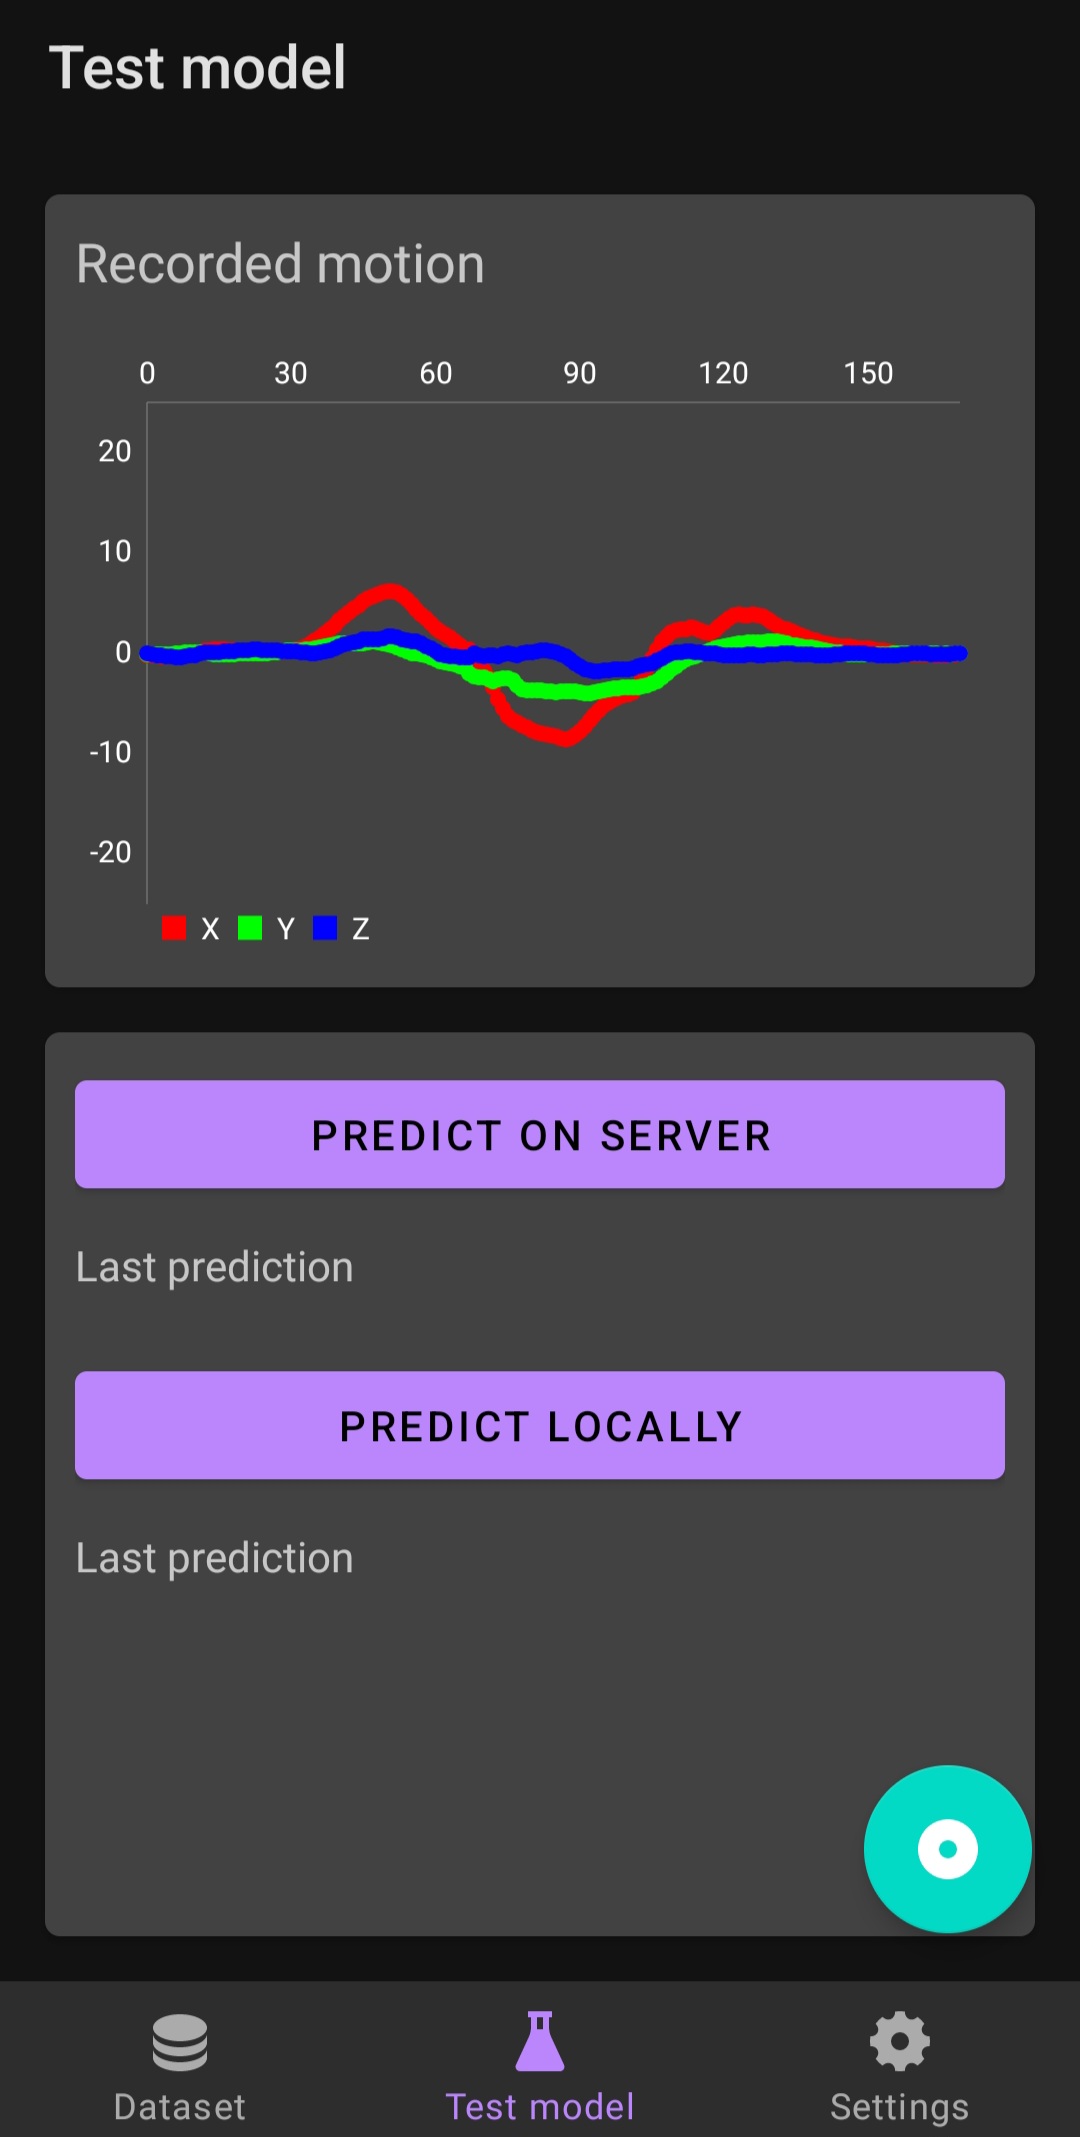 Test model
Recorded motion
0 30 60 90 120 150
20
10
0
-10
-20
X Y Z
PREDICT ON SERVER
Last prediction
PREDICT LOCALLY
Last prediction
Dataset Test model Settings